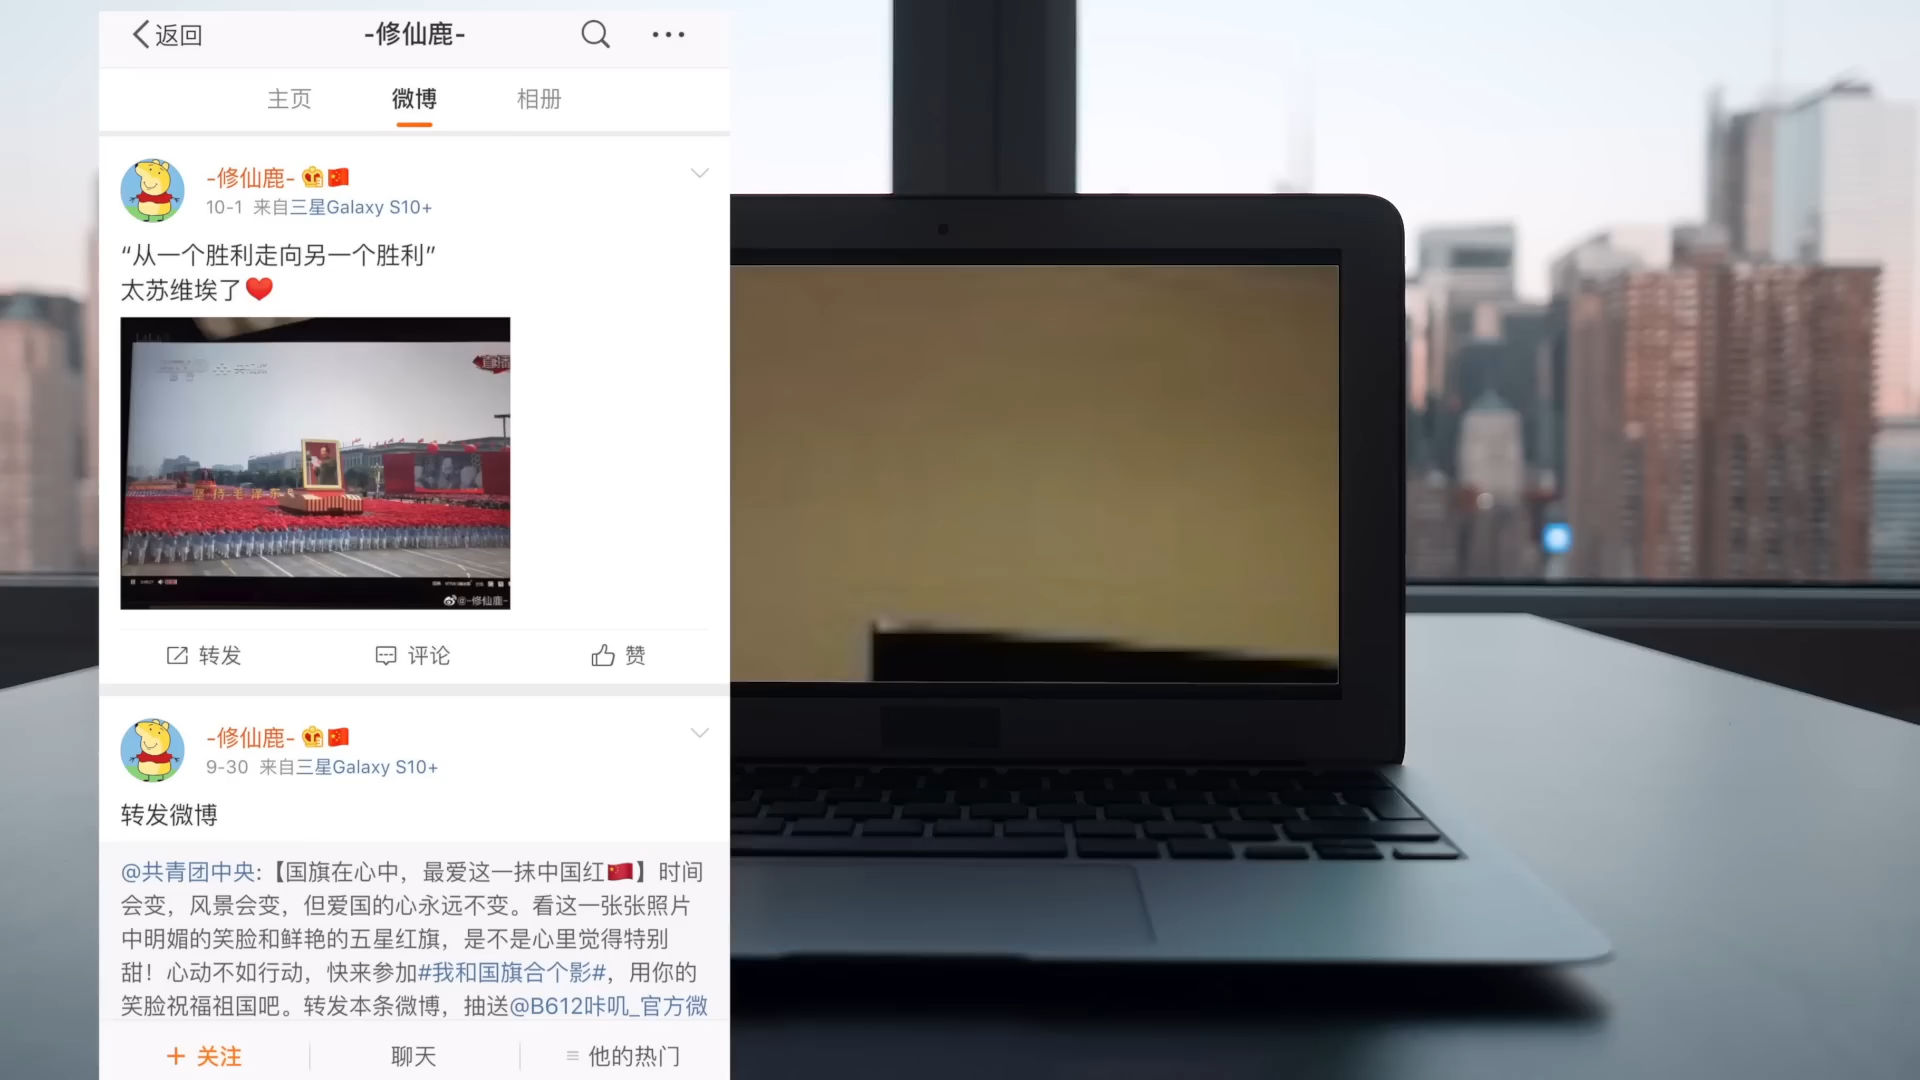 返回
-修仙鹿-
主页
微博
相册
-修仙鹿-
10-1 来自三星Galaxy S10+
“从一个胜利走向另一个胜利”
太苏维埃了❤️
坚持毛泽东
@-修仙鹿-
转发
评论
赞
-修仙鹿-
9-30 来自三星Galaxy S10+
转发微博
@共青团中央:【国旗在心中，最爱这一抹中国红🇨🇳】时间
会变，风景会变，但爱国的心永远不变。看这一张张照片
中明媚的笑脸和鲜艳的五星红旗，是不是心里觉得特别
甜！心动不如行动，快来参加#我和国旗合个影#，用你的
笑脸祝福祖国吧。转发本条微博，抽送@B612咔叽_官方微
+ 关注
聊天
他的热门